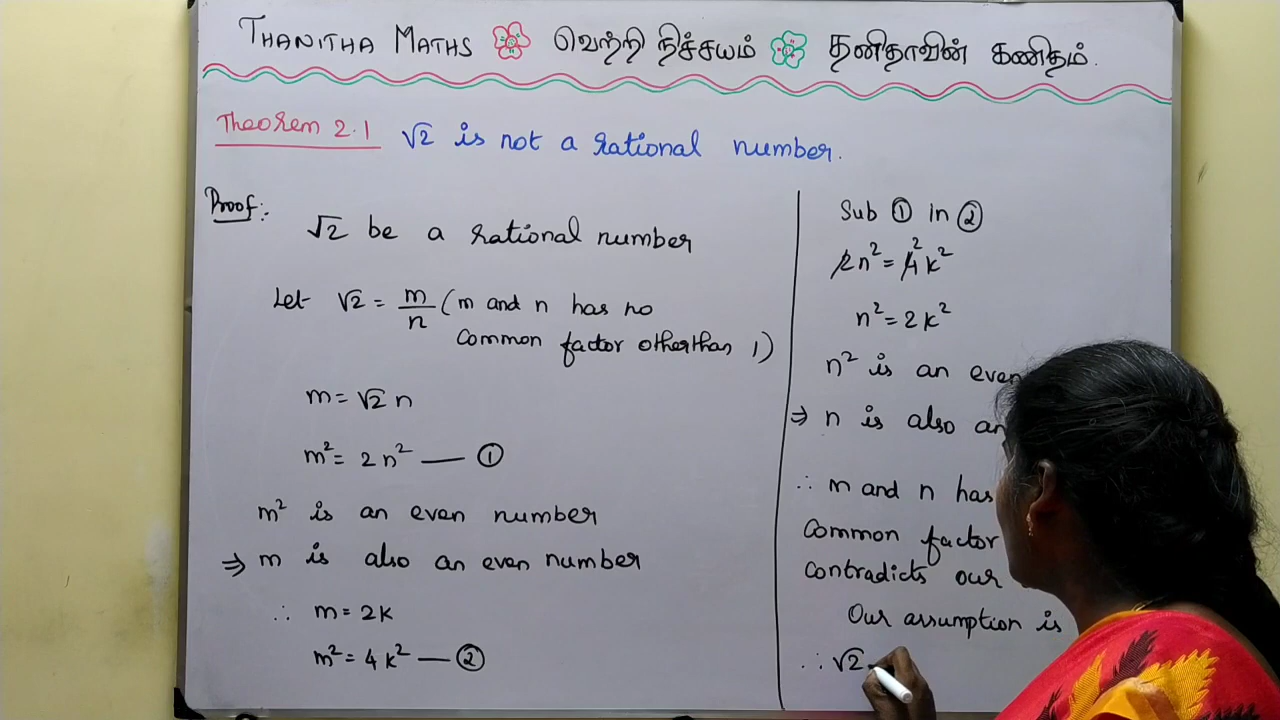 THANITHA MATHS வெற்றி நிச்சயம் தனிதாவின் கணிதம்.
Theorem 2.1 √2 is not a rational number.
Proof:
√2 be a rational number
Let √2 = m/n (m and n has no
common factor otherthan 1)
m = √2 n
m² = 2n² — ①
m² is an even number
⇒ m is also an even number
∴ m = 2k
m² = 4k² — ②
Sub ① in ②
2n² = 4² k²
n² = 2k²
n² is an even
⇒ n is also an
∴ m and n has
Common factor
contradicts our
Our assumption is
∴ √2